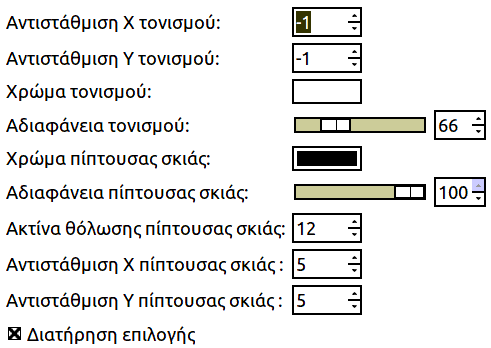 Αντιστάθμιση X τονισμού: -1
Αντιστάθμιση Y τονισμού: -1
Χρώμα τονισμού:
Αδιαφάνεια τονισμού: 66
Χρώμα πίπτουσας σκιάς:
Αδιαφάνεια πίπτουσας σκιάς: 100
Ακτίνα θόλωσης πίπτουσας σκιάς: 12
Αντιστάθμιση X πίπτουσας σκιάς : 5
Αντιστάθμιση Y πίπτουσας σκιάς : 5
Διατήρηση επιλογής